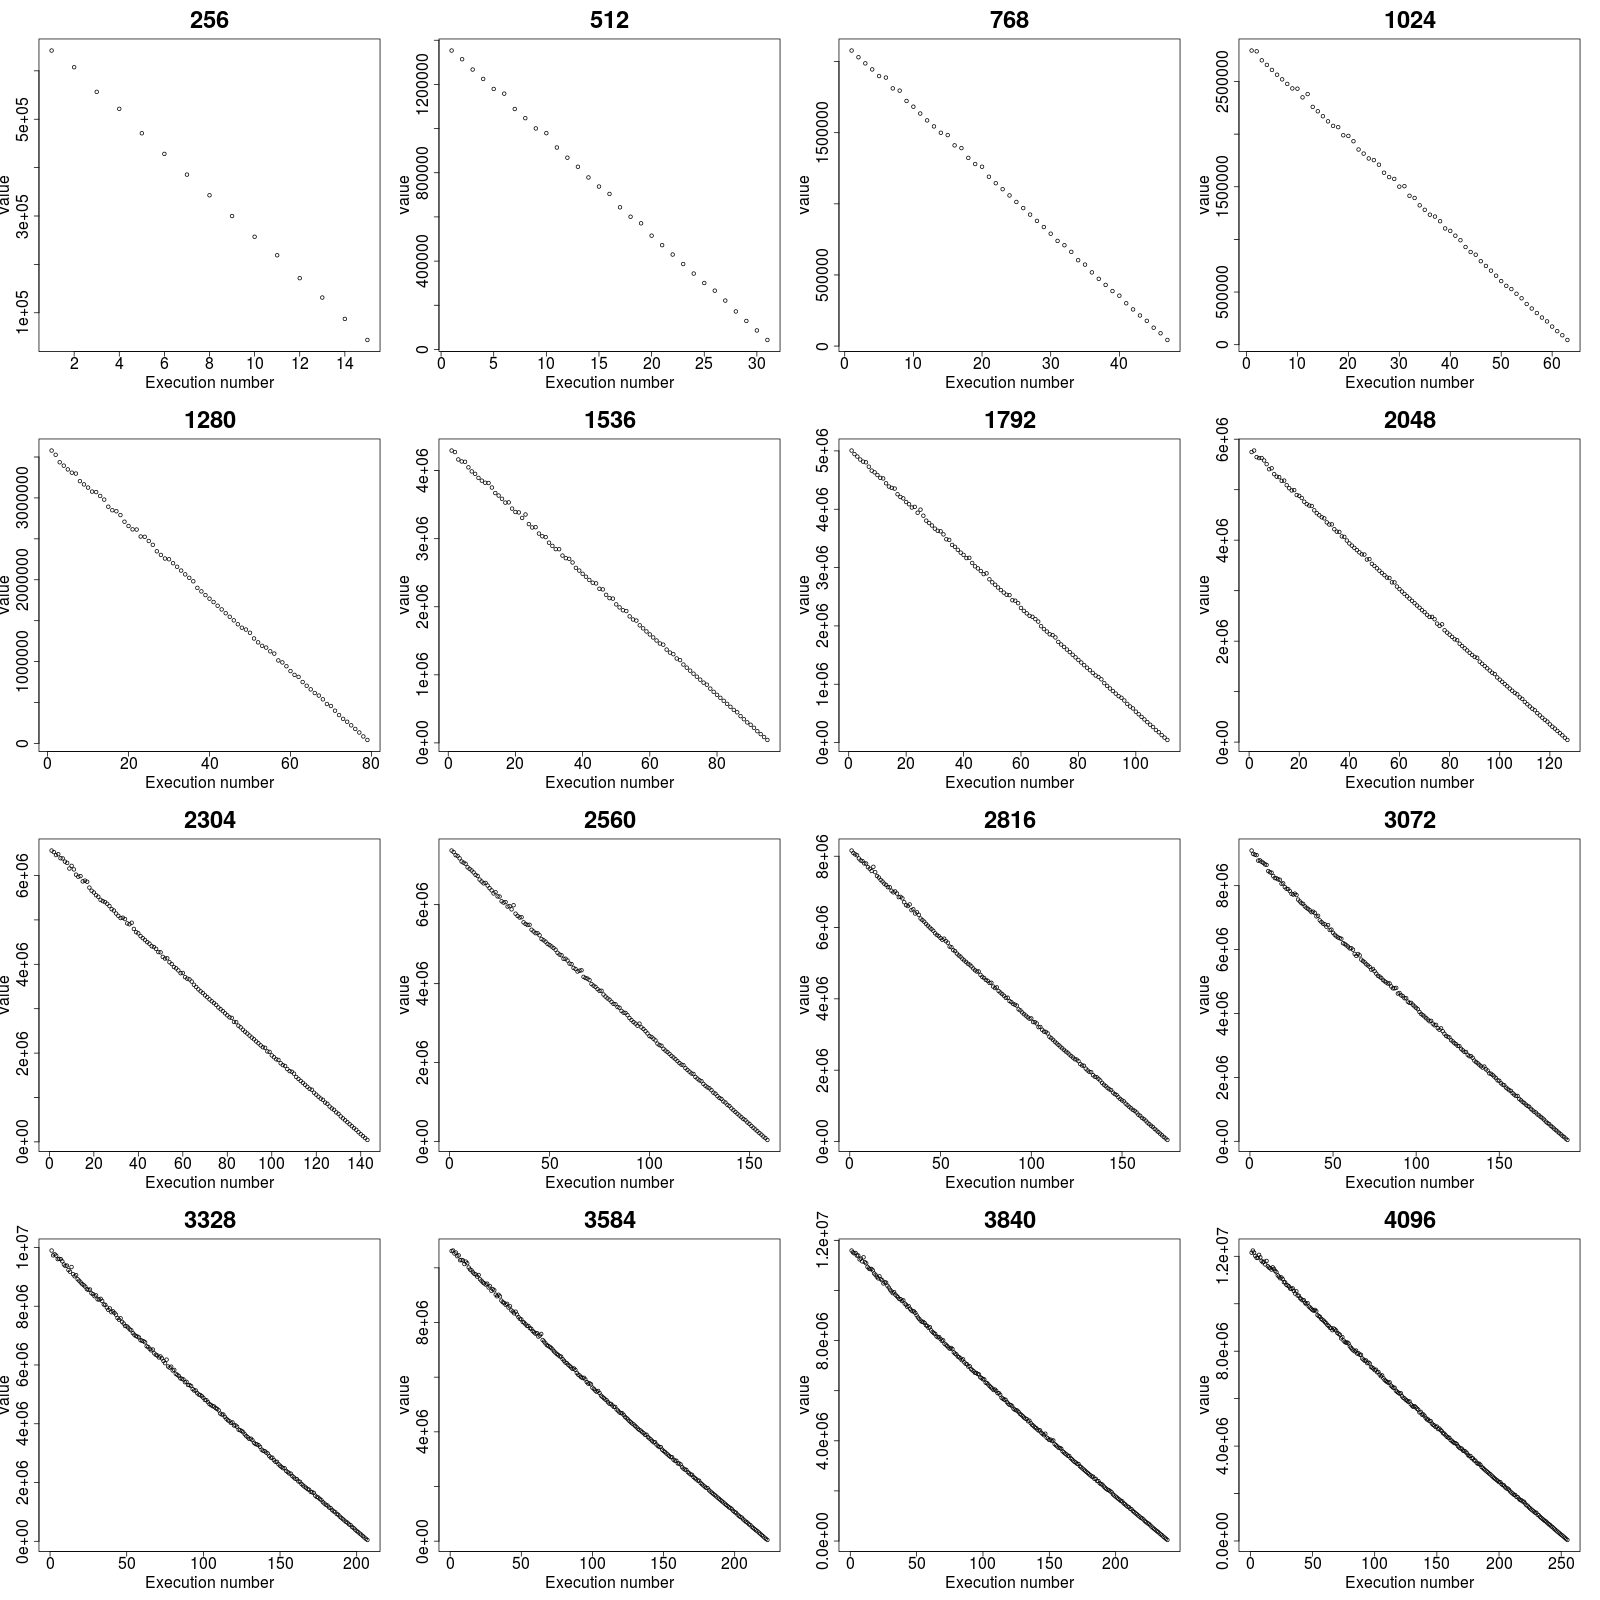 256
value
1e+05 3e+05 5e+05
2 4 6 8 10 12 14
Execution number
512
value
0 400000 800000 1200000
0 5 10 15 20 25 30
Execution number
768
value
0 500000 1500000
0 10 20 30 40
Execution number
1024
value
0 500000 1500000 2500000
0 10 20 30 40 50 60
Execution number
1280
value
0 1000000 2000000 3000000
0 20 40 60 80
Execution number
1536
value
0e+00 1e+06 2e+06 3e+06 4e+06
0 20 40 60 80
Execution number
1792
value
0e+00 1e+06 2e+06 3e+06 4e+06 5e+06
0 20 40 60 80 100
Execution number
2048
value
0e+00 2e+06 4e+06 6e+06
0 20 40 60 80 100 120
Execution number
2304
value
0e+00 2e+06 4e+06 6e+06
0 20 40 60 80 100 120 140
Execution number
2560
value
0e+00 2e+06 4e+06 6e+06
0 50 100 150
Execution number
2816
value
0e+00 2e+06 4e+06 6e+06 8e+06
0 50 100 150
Execution number
3072
value
0e+00 2e+06 4e+06 6e+06 8e+06
0 50 100 150
Execution number
3328
value
0e+00 2e+06 4e+06 6e+06 8e+06 1e+07
0 50 100 150 200
Execution number
3584
value
0e+00 4e+06 8e+06
0 50 100 150 200
Execution number
3840
value
0.0e+00 4.0e+06 8.0e+06 1.2e+07
0 50 100 150 200
Execution number
4096
value
0.0e+00 4.0e+06 8.0e+06 1.2e+07
0 50 100 150 200 250
Execution number